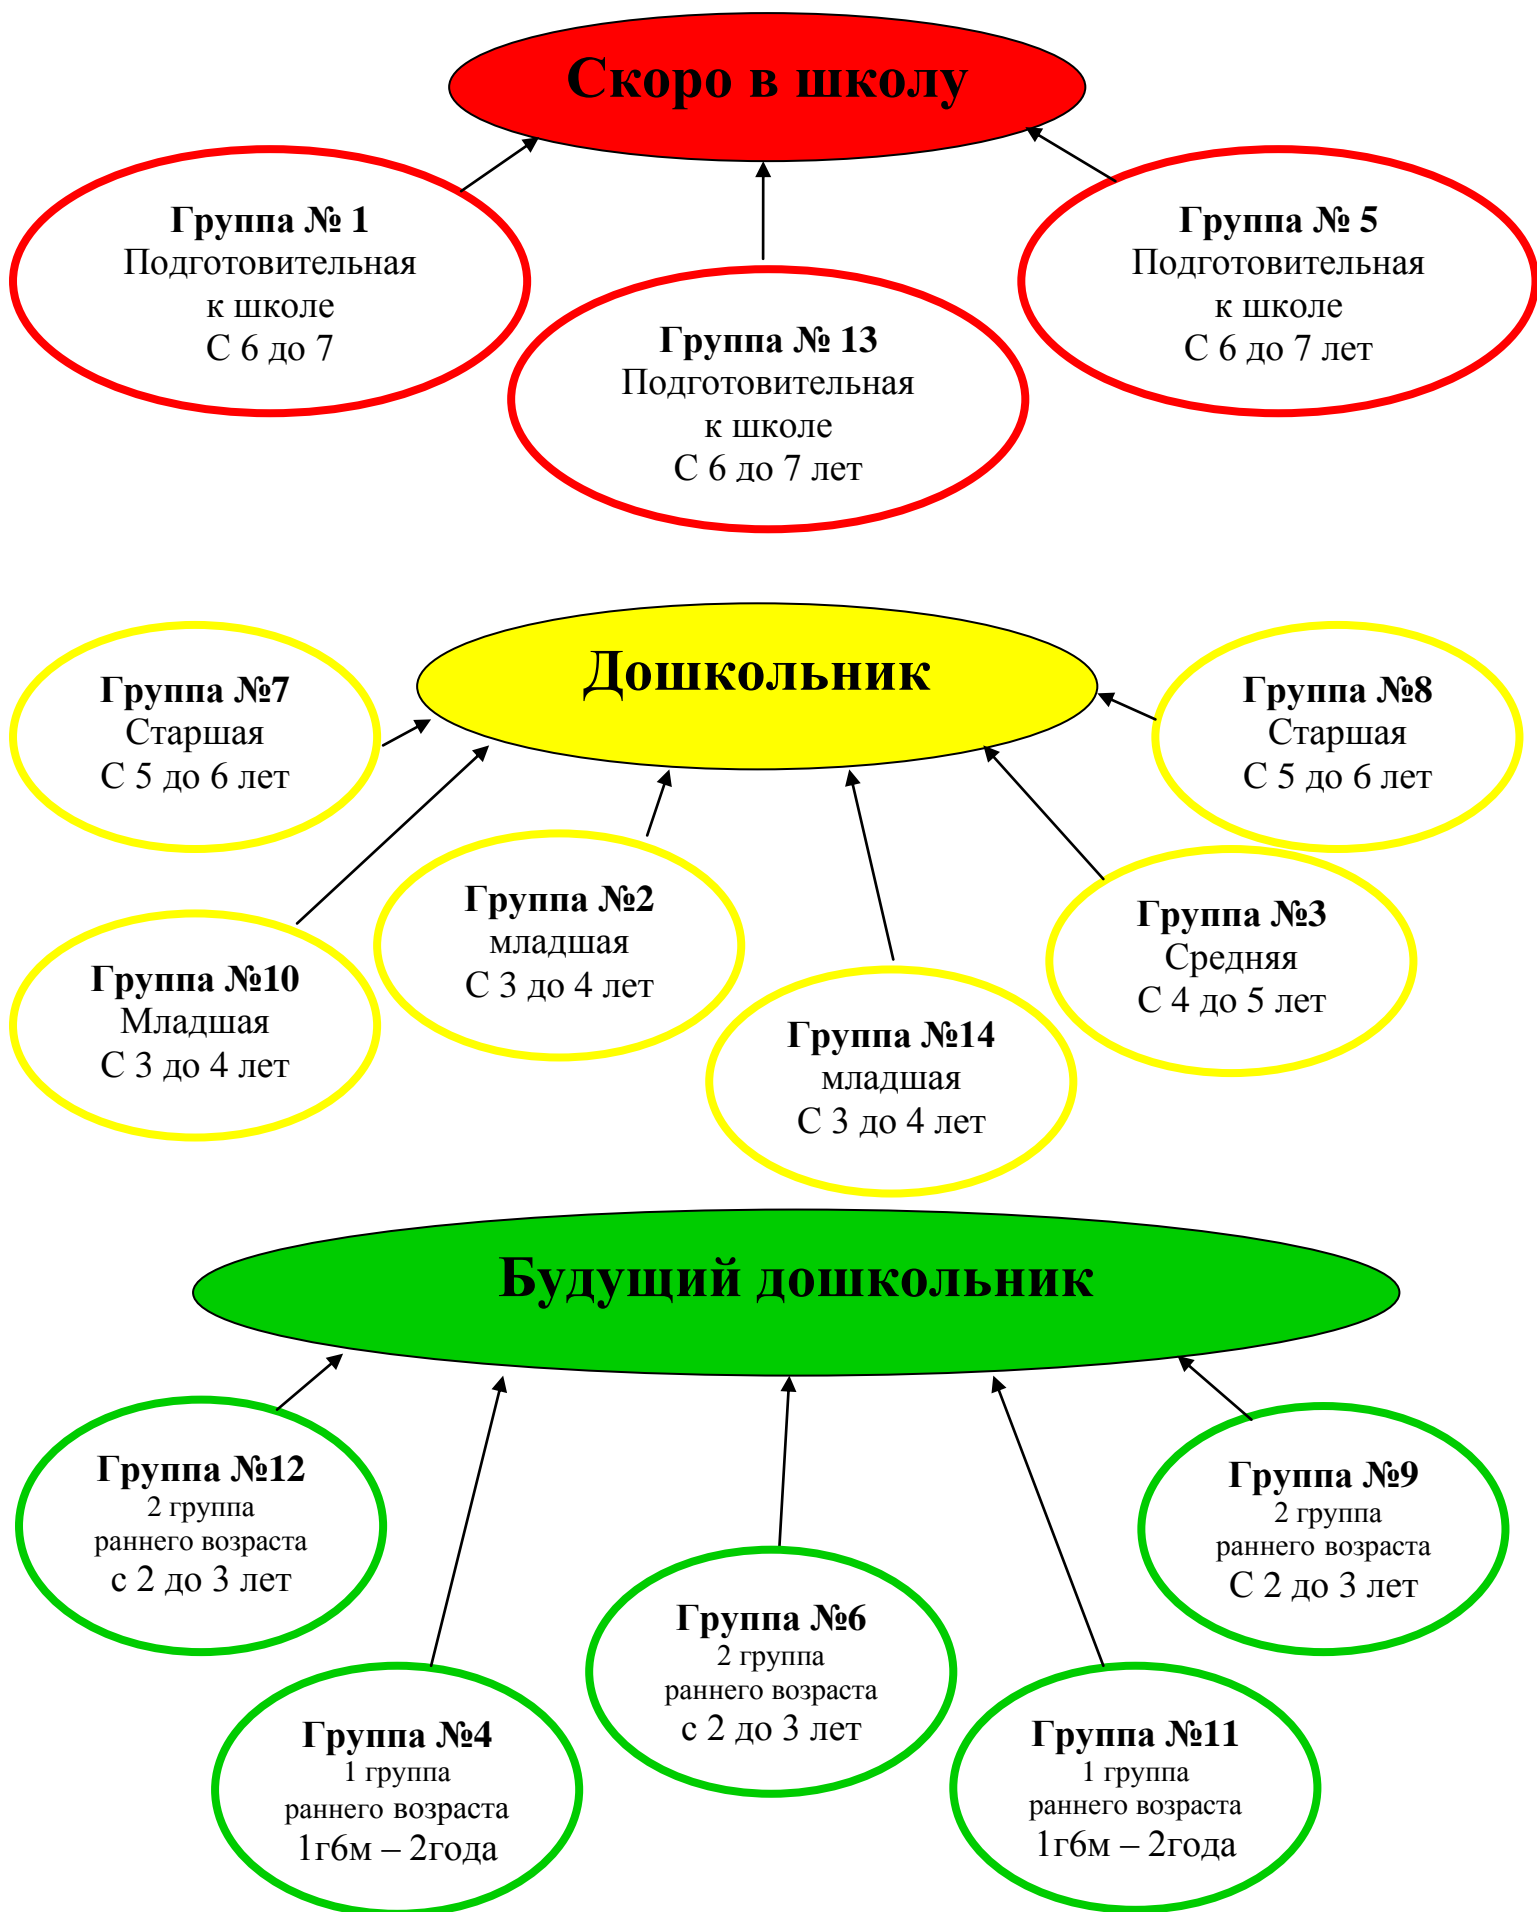 Скоро в школу
Группа № 1
Подготовительная
к школе
С 6 до 7
Группа № 13
Подготовительная
к школе
С 6 до 7 лет
Группа № 5
Подготовительная
к школе
С 6 до 7 лет
Дошкольник
Группа №7
Старшая
С 5 до 6 лет
Группа №8
Старшая
С 5 до 6 лет
Группа №10
Младшая
С 3 до 4 лет
Группа №2
младшая
С 3 до 4 лет
Группа №14
младшая
С 3 до 4 лет
Группа №3
Средняя
С 4 до 5 лет
Будущий дошкольник
Группа №12
2 группа
раннего возраста
с 2 до 3 лет
Группа №4
1 группа
раннего возраста
1г6м – 2года
Группа №6
2 группа
раннего возраста
с 2 до 3 лет
Группа №11
1 группа
раннего возраста
1г6м – 2года
Группа №9
2 группа
раннего возраста
С 2 до 3 лет